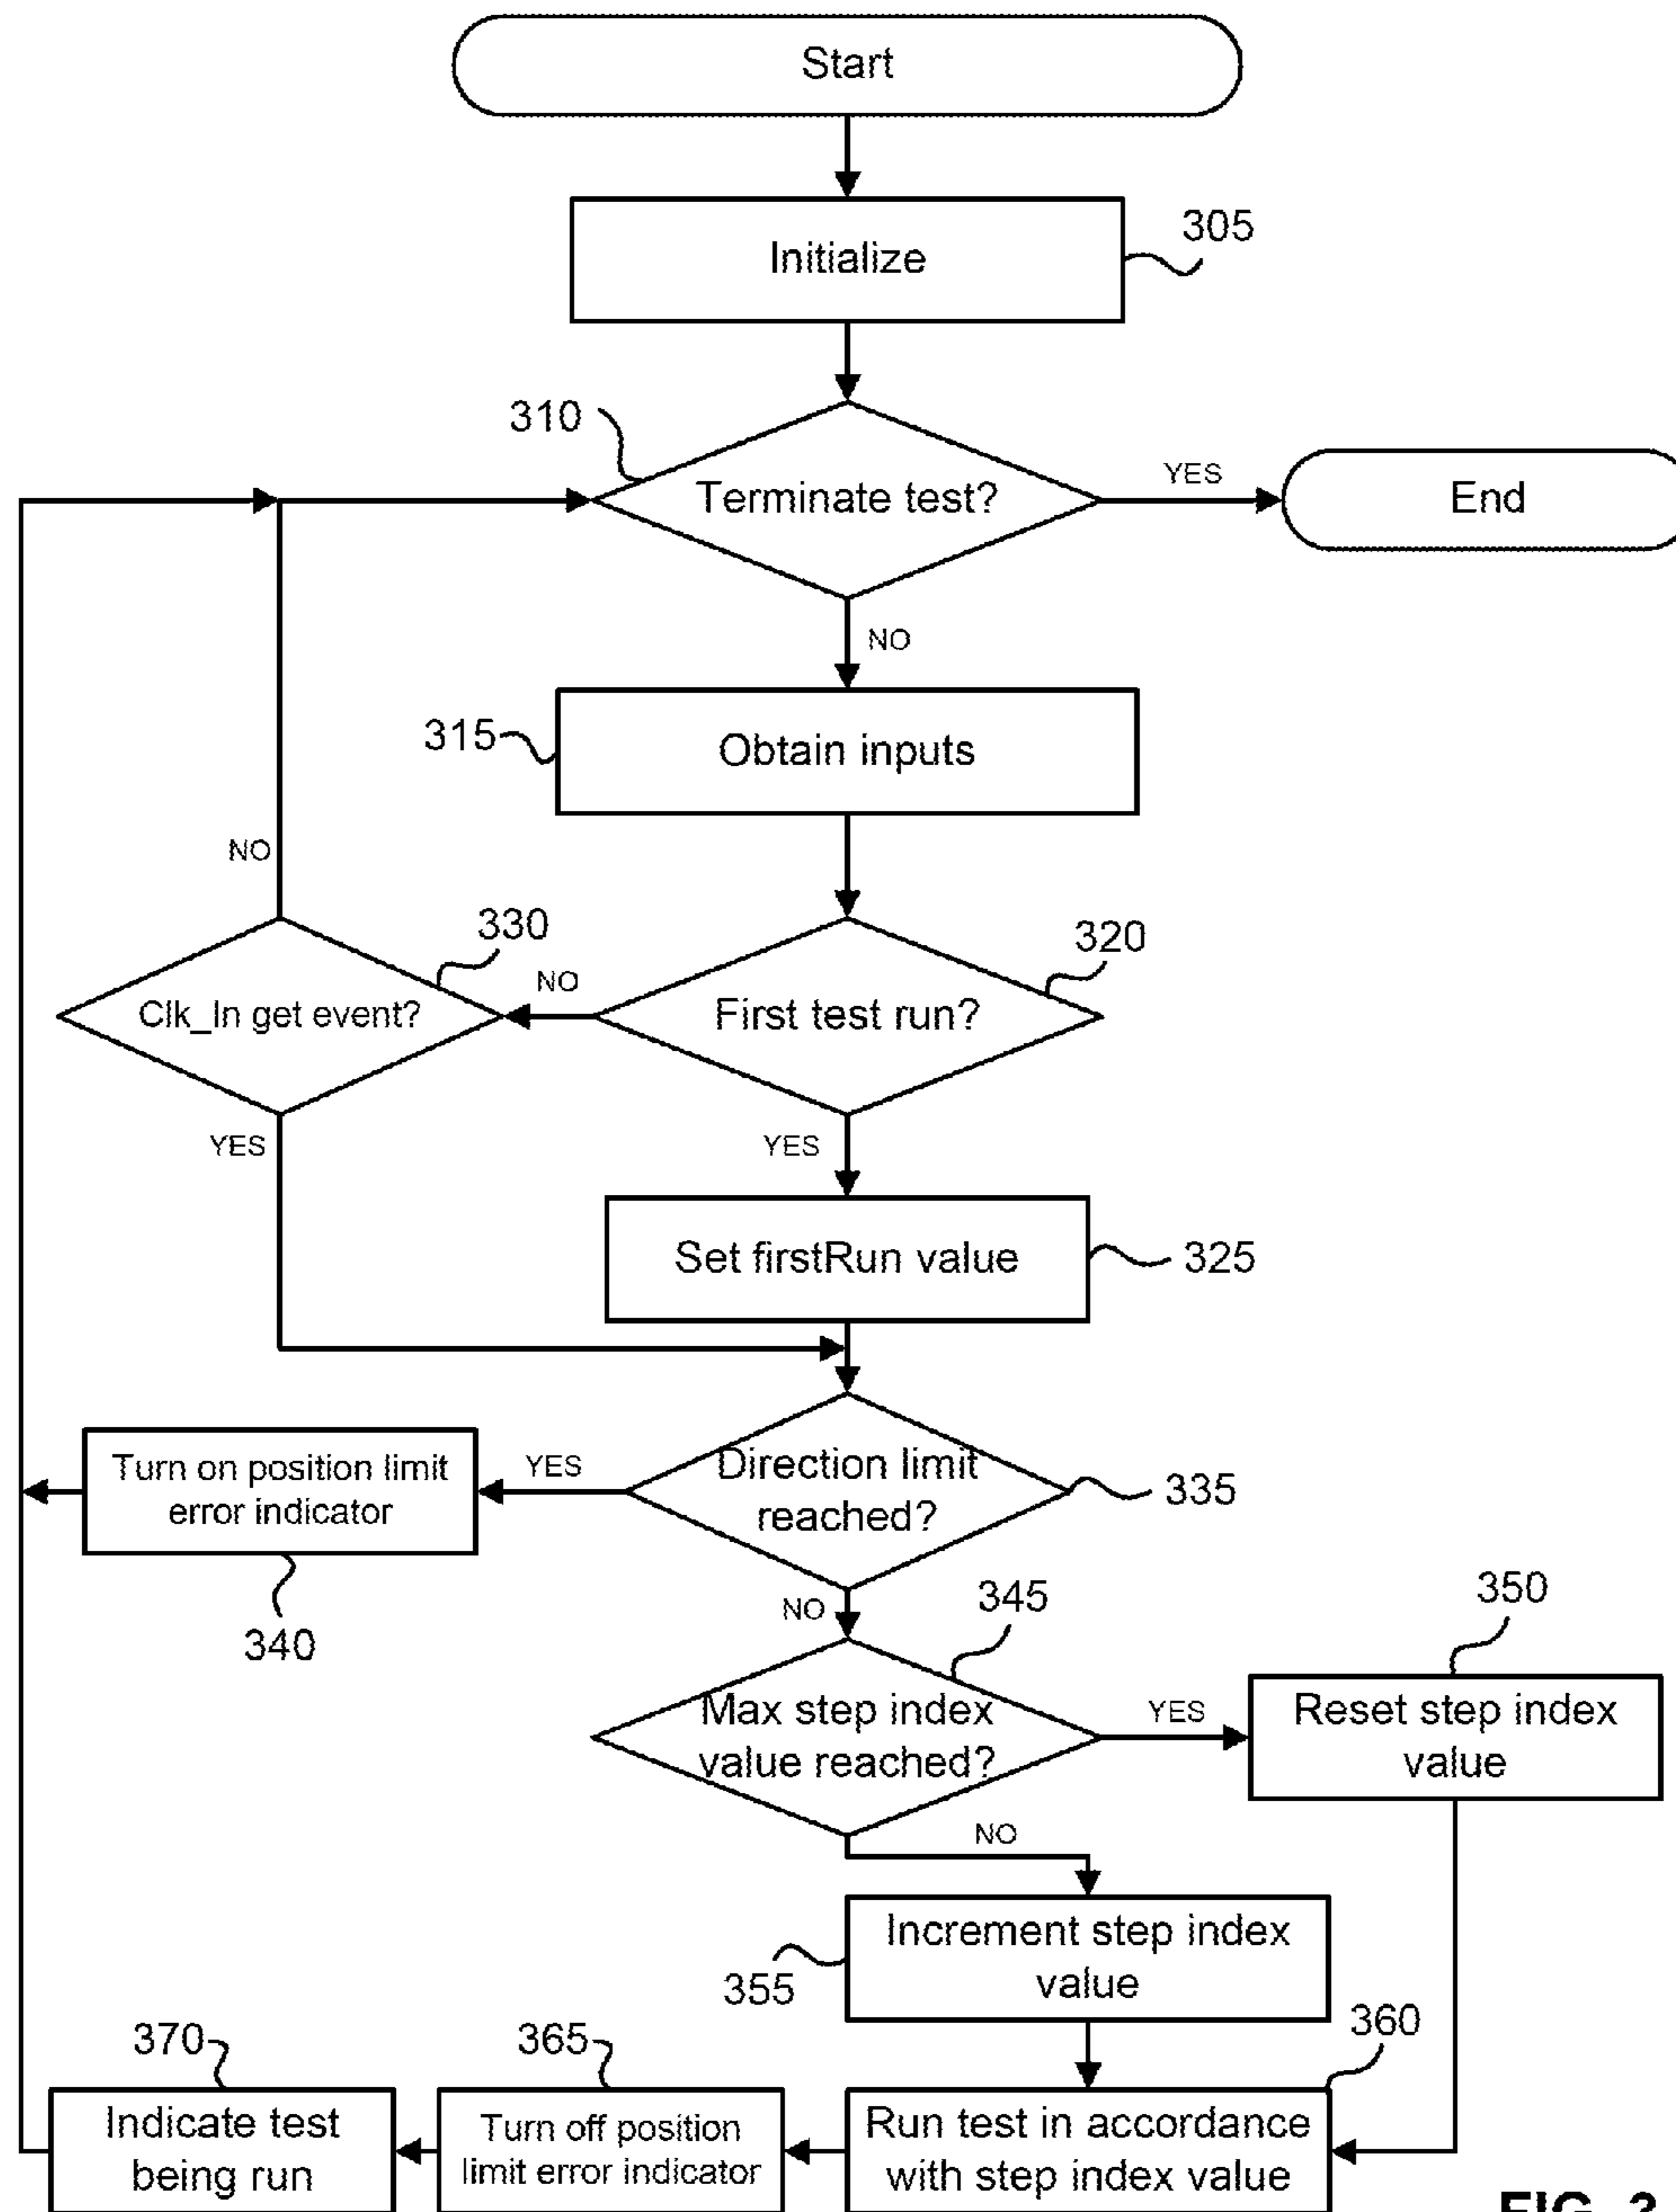 Start
Initialize
305
310
Terminate test?
YES
End
NO
315
Obtain inputs
NO
330
320
Clk_In get event?
NO
First test run?
YES
YES
Set firstRun value
325
Turn on position limit
error indicator
YES
Direction limit
reached?
335
340
NO
345
350
Max step index
value reached?
YES
Reset step index
value
NO
Increment step index
value
355
360
370
365
Indicate test
being run
Turn off position
limit error indicator
Run test in accordance
with step index value
FIG. 3